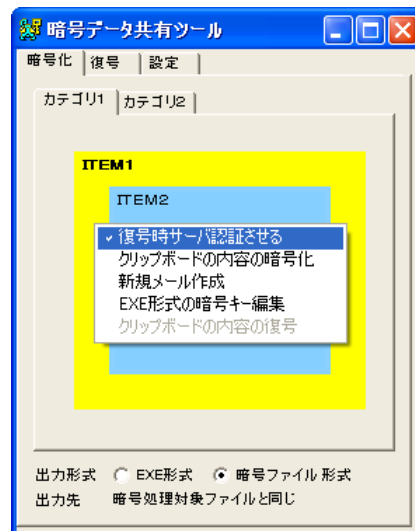 暗号データ共有ツール
暗号化 復号 設定
カテゴリ1 カテゴリ2
ITEM1
ITEM2
復号時サーバ認証させる
クリップボードの内容の暗号化
新規メール作成
EXE形式の暗号キー編集
クリップボードの内容の復号
出力形式 EXE形式 暗号ファイル形式
出力先 暗号処理対象ファイルと同じ